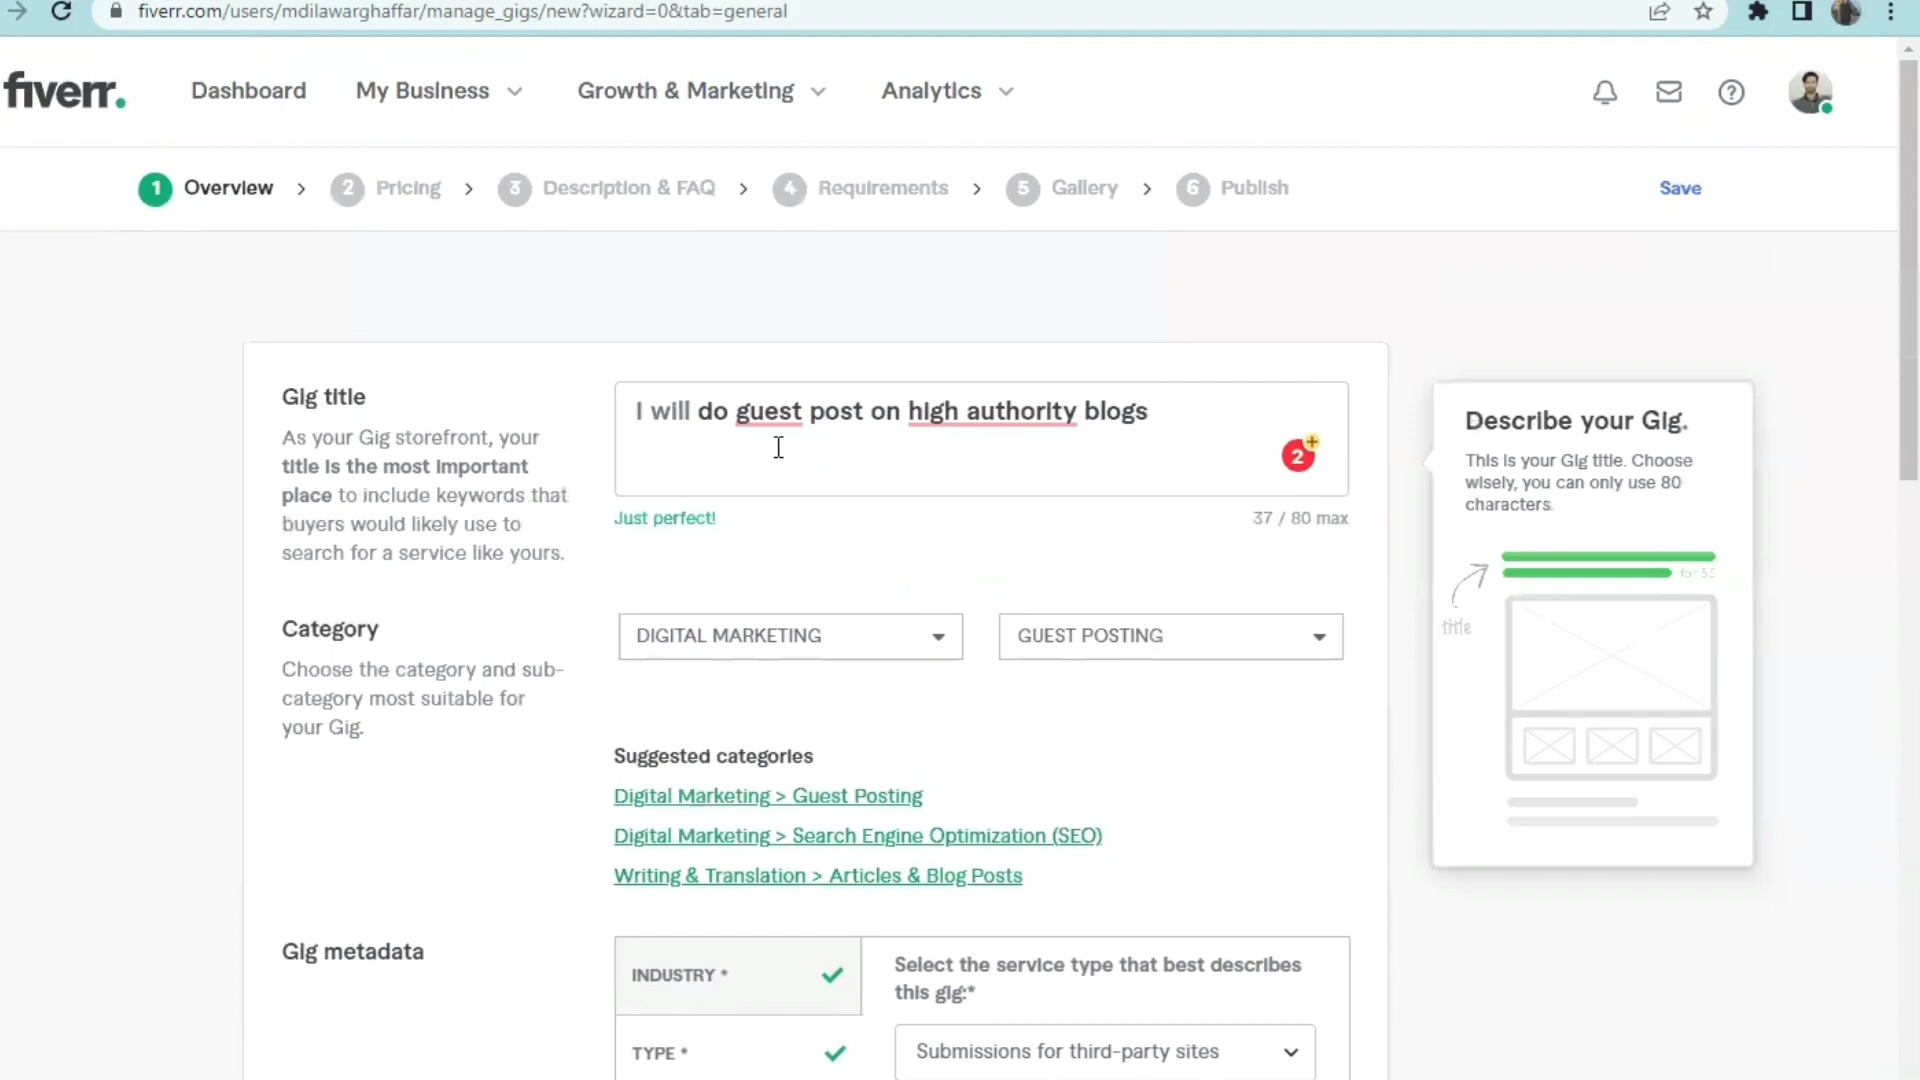 fiverr.com/users/mdilawarghaffar/manage_gigs/new?wizard=0&tab=general
fiverr.
Dashboard
My Business
Growth & Marketing
Analytics
1 Overview
2 Pricing
3 Description & FAQ
4 Requirements
5 Gallery
6 Publish
Save
Gig title
As your Gig storefront, your
title is the most important
place to include keywords that
buyers would likely use to
search for a service like yours.
I will do guest post on high authority blogs
2
Just perfect!
37 / 80 max
Describe your Gig.
This is your Gig title. Choose
wisely, you can only use 80
characters.
for $5
title
Category
Choose the category and sub-
category most suitable for
your Gig.
DIGITAL MARKETING
GUEST POSTING
Suggested categories
Digital Marketing > Guest Posting
Digital Marketing > Search Engine Optimization (SEO)
Writing & Translation > Articles & Blog Posts
Gig metadata
INDUSTRY *
TYPE *
Select the service type that best describes
this gig:*
Submissions for third-party sites